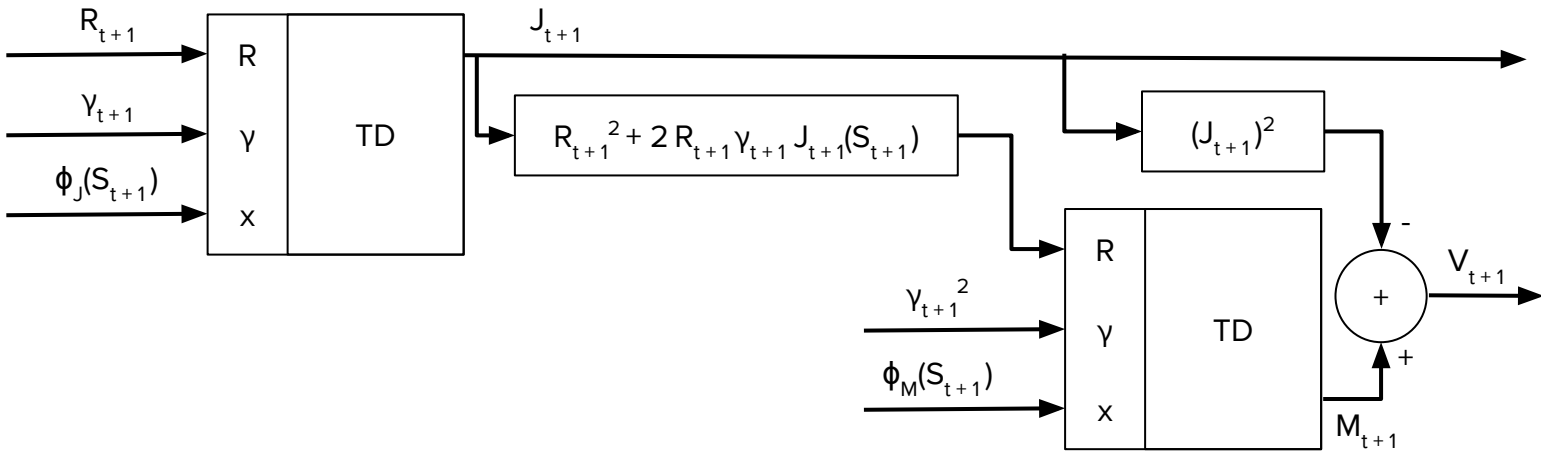 R_{t+1}
J_{t+1}
R
γ_{t+1}
γ
TD
R_{t+1}^2 + 2 R_{t+1} γ_{t+1} J_{t+1}(S_{t+1})
(J_{t+1})^2
ϕ_J(S_{t+1})
x
-
R
V_{t+1}
γ_{t+1}^2
+
γ
TD
+
ϕ_M(S_{t+1})
x
M_{t+1}